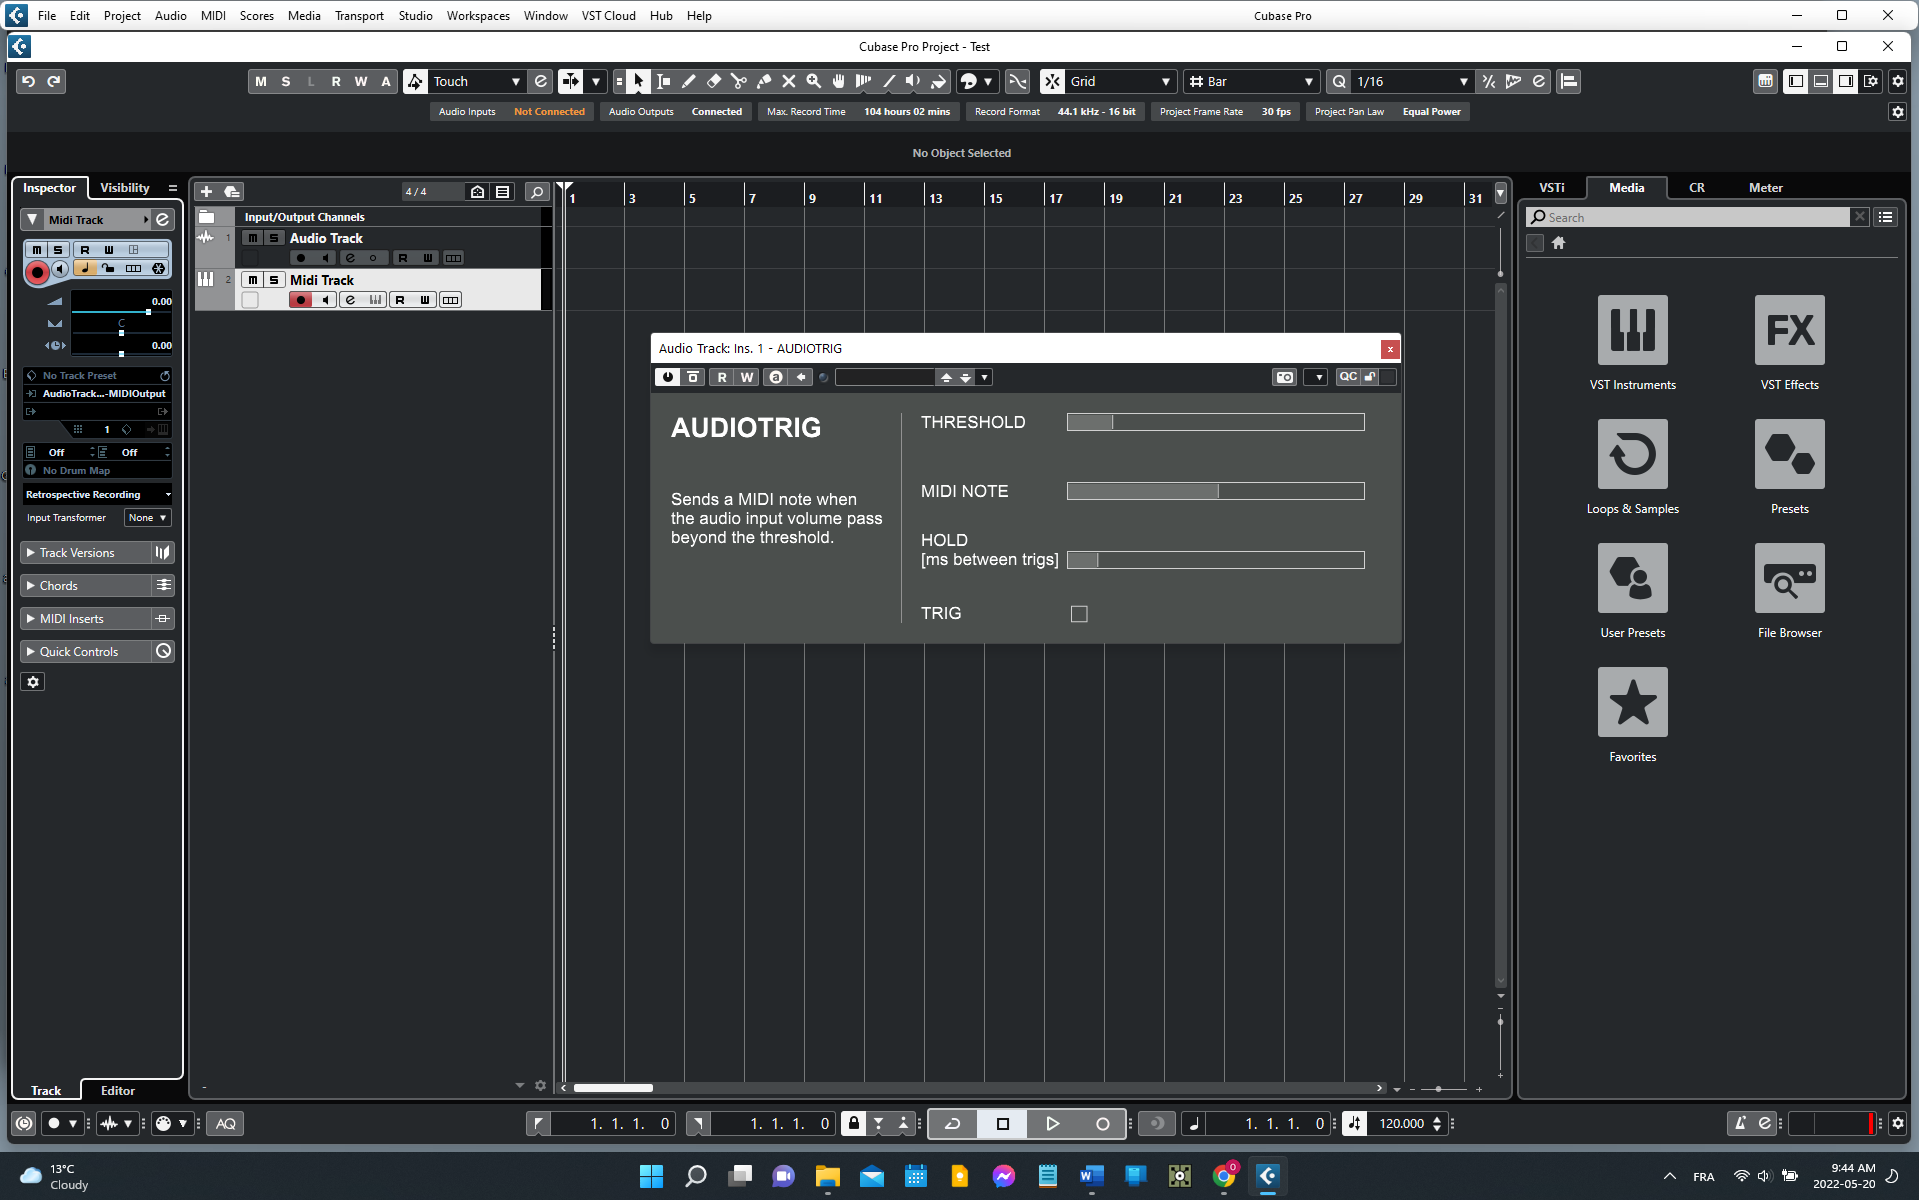 File Edit Project Audio MIDI Scores Media Transport Studio Workspaces Window VST Cloud Hub Help
Cubase Pro
Cubase Pro Project - Test
M S L R W A
Touch
Grid
Bar
Q 1/16
Audio Inputs Not Connected
Audio Outputs Connected
Max. Record Time 104 hours 02 mins
Record Format 44.1 kHz - 16 bit
Project Frame Rate 30 fps
Project Pan Law Equal Power
No Object Selected
Inspector
Visibility
Midi Track
M S R W
0.00
C
0.00
No Track Preset
AudioTrack...-MIDIOutput
1
Off
Off
No Drum Map
Retrospective Recording
Input Transformer None
Track Versions
Chords
MIDI Inserts
Quick Controls
Track
Editor
4 / 4
Input/Output Channels
1 M S Audio Track
R W
2 M S Midi Track
R W
1 3 5 7 9 11 13 15 17 19 21 23 25 27 29 31
Audio Track: Ins. 1 - AUDIOTRIG
R W
QC
AUDIOTRIG
Sends a MIDI note when
the audio input volume pass
beyond the threshold.
THRESHOLD
MIDI NOTE
HOLD
[ms between trigs]
TRIG
VSTi
Media
CR
Meter
Search
VST Instruments
FX
VST Effects
Loops & Samples
Presets
User Presets
File Browser
Favorites
AQ
1. 1. 1. 0
1. 1. 1. 0
1. 1. 1. 0
120.000
13°C
Cloudy
0
FRA
9:44 AM
2022-05-20